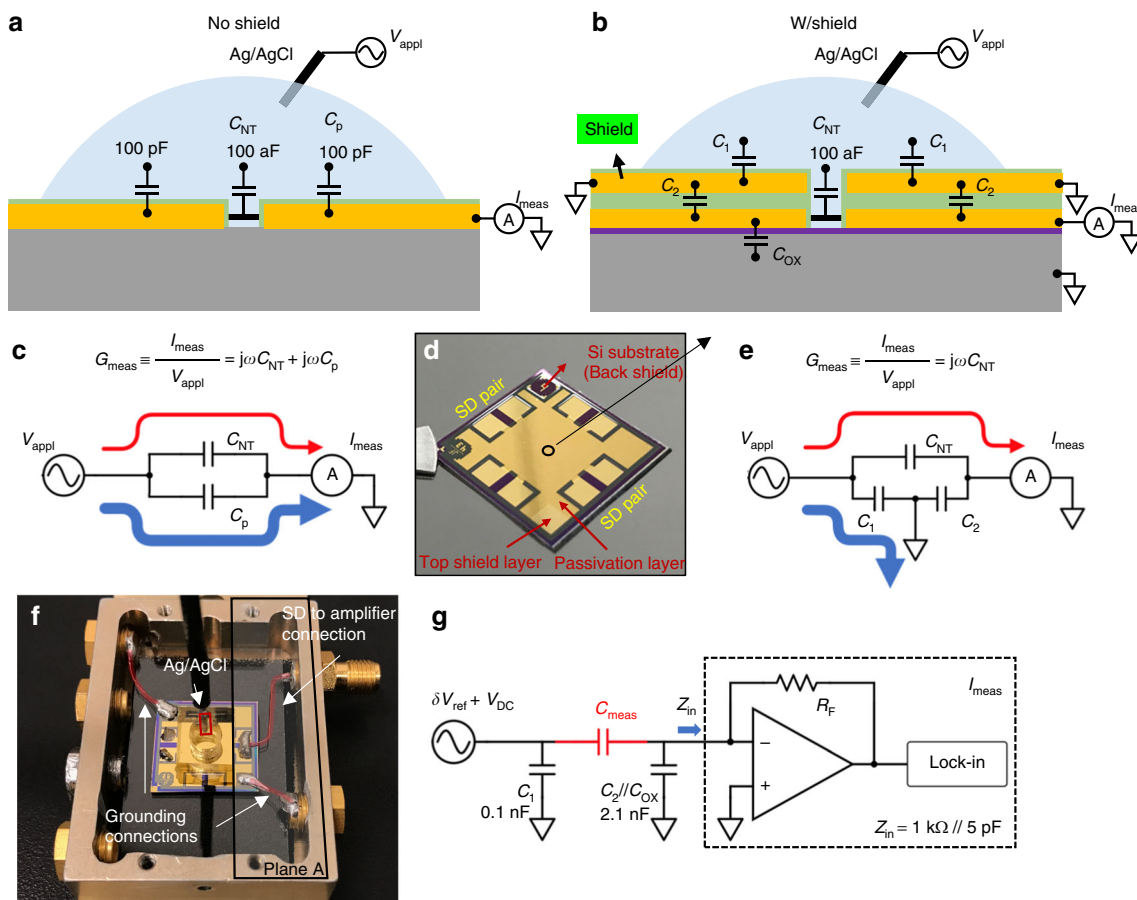 a
No shield
Ag/AgCl
V_appl
C_NT
C_p
100 pF
100 aF
100 pF
I_meas
A
b
W/shield
Ag/AgCl
V_appl
Shield
C_1
C_NT
100 aF
C_1
C_2
C_2
I_meas
A
C_OX
c
G_meas ≡ I_meas / V_appl = jωC_NT + jωC_p
V_appl
C_NT
I_meas
A
C_p
d
Si substrate
(Back shield)
SD pair
SD pair
Top shield layer
Passivation layer
e
G_meas ≡ I_meas / V_appl = jωC_NT
V_appl
C_NT
I_meas
A
C_1
C_2
f
SD to amplifier
connection
Ag/AgCl
Grounding
connections
Plane A
g
δV_ref + V_DC
C_meas
Z_in
R_F
I_meas
−
+
Lock-in
C_1
0.1 nF
C_2//C_OX
2.1 nF
Z_in = 1 kΩ // 5 pF